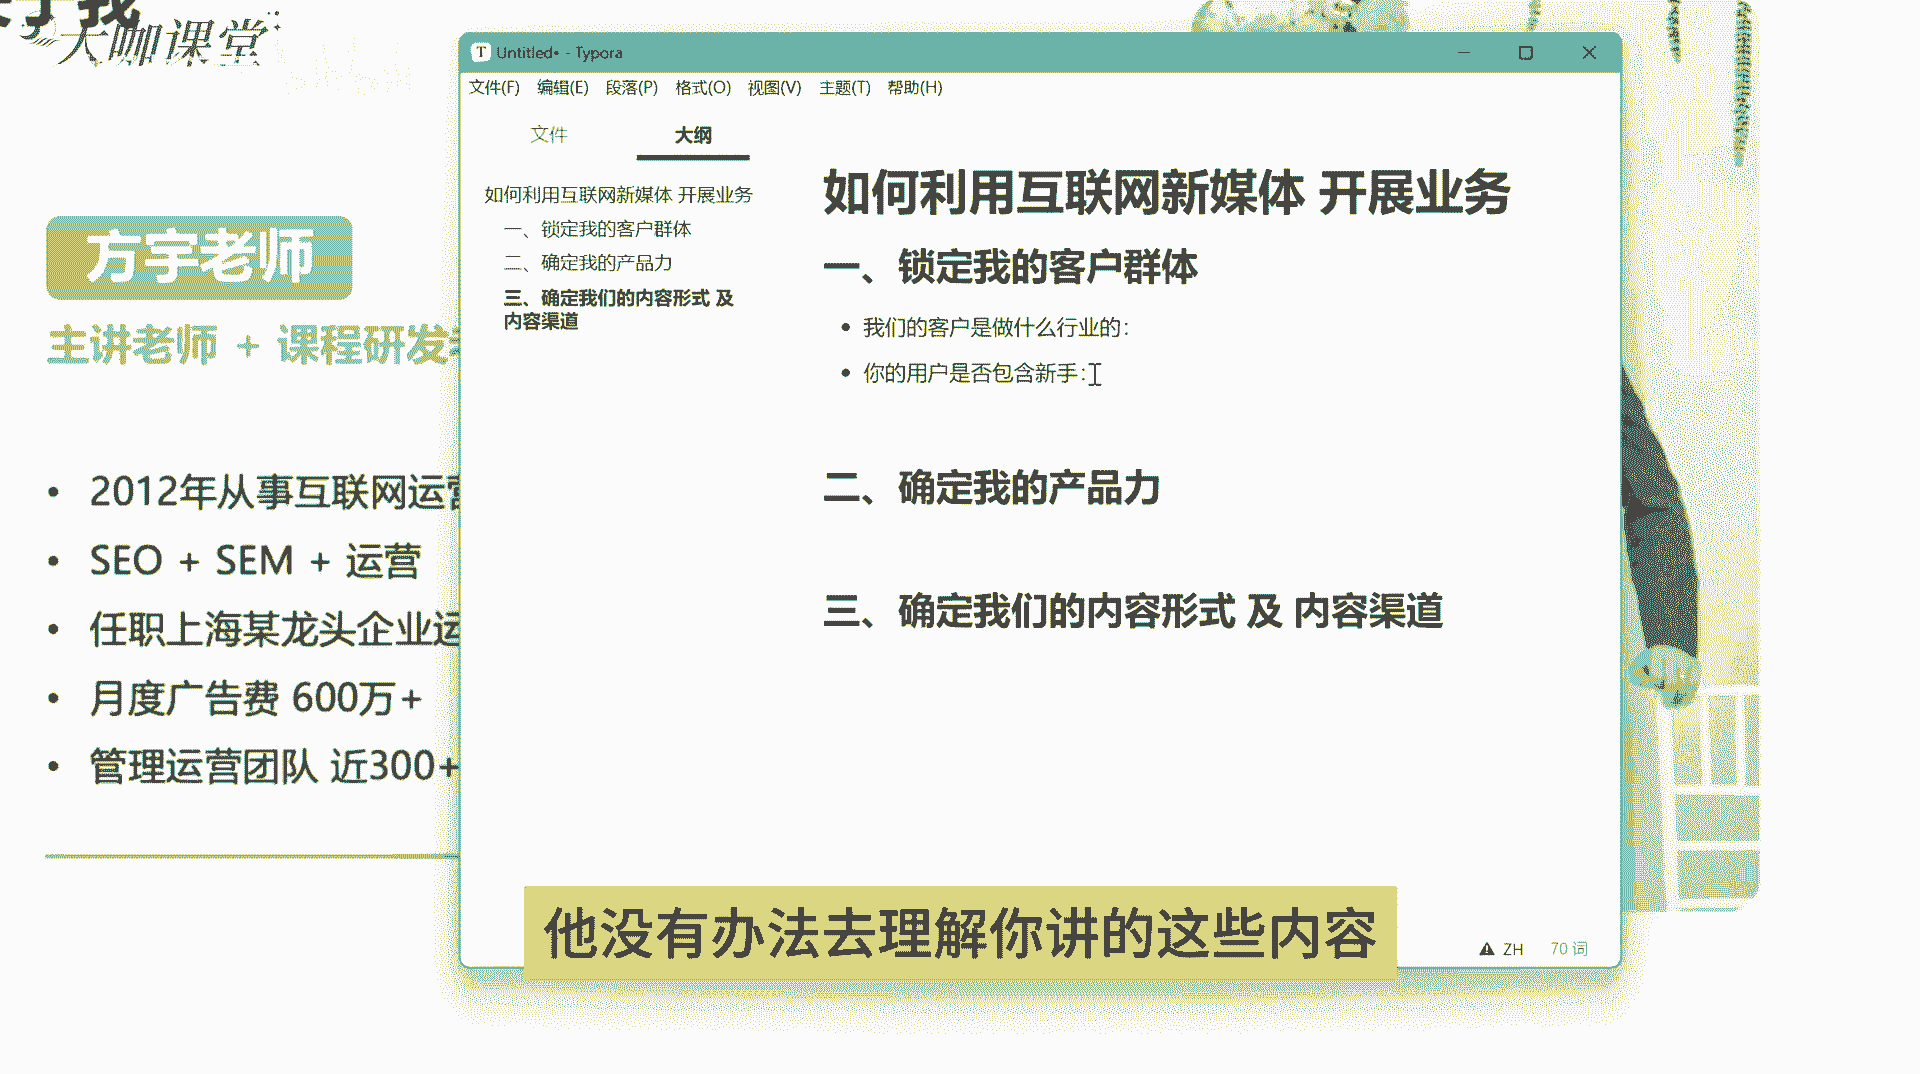 大咖课堂
方宇老师
主讲老师 + 课程研发
2012年从事互联网运营
SEO + SEM + 运营
任职上海某龙头企业运
月度广告费 600万+
管理运营团队 近300+
Untitled• - Typora
文件(F) 编辑(E) 段落(P) 格式(O) 视图(V) 主题(T) 帮助(H)
文件 大纲
如何利用互联网新媒体 开展业务
一、锁定我的客户群体
二、确定我的产品力
三、确定我们的内容形式 及
内容渠道
如何利用互联网新媒体 开展业务
一、锁定我的客户群体
我们的客户是做什么行业的：
你的用户是否包含新手：
二、确定我的产品力
三、确定我们的内容形式 及 内容渠道
他没有办法去理解你讲的这些内容
ZH 70 词